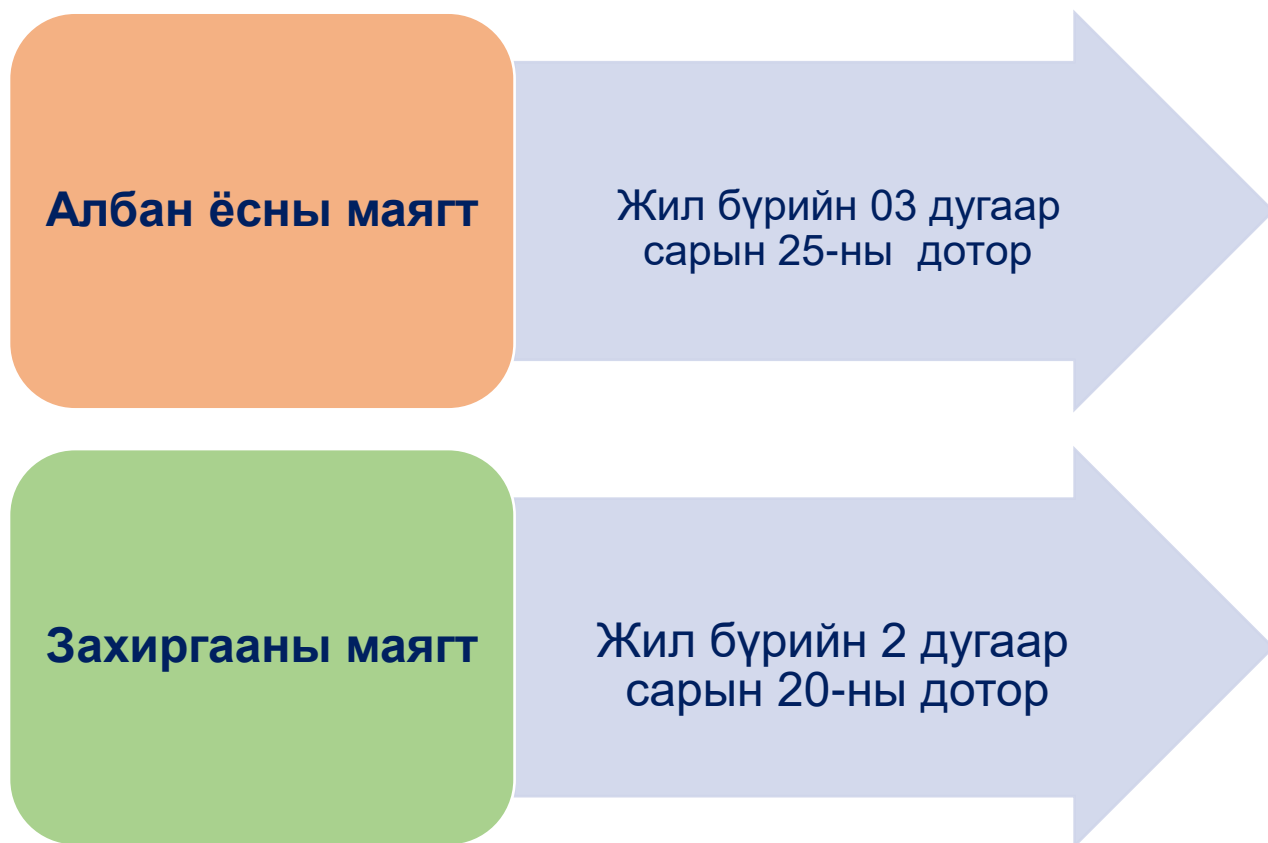 Албан ёсны маягт
Жил бүрийн 03 дугаар
сарын 25-ны  дотор
Захиргааны маягт
Жил бүрийн 2 дугаар
сарын 20-ны дотор